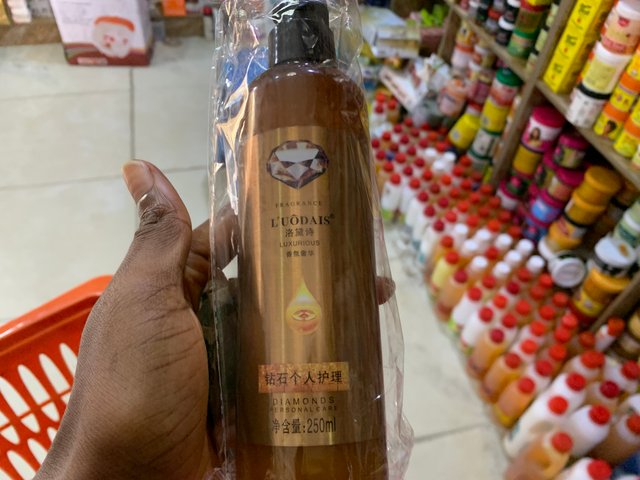 FRAGRANCE
L'UŌDAIS®
洛黛诗
LUXURIOUS
香氛奢华
钻石个人护理
DIAMONDS
PERSONAL CARE
净含量:250ml